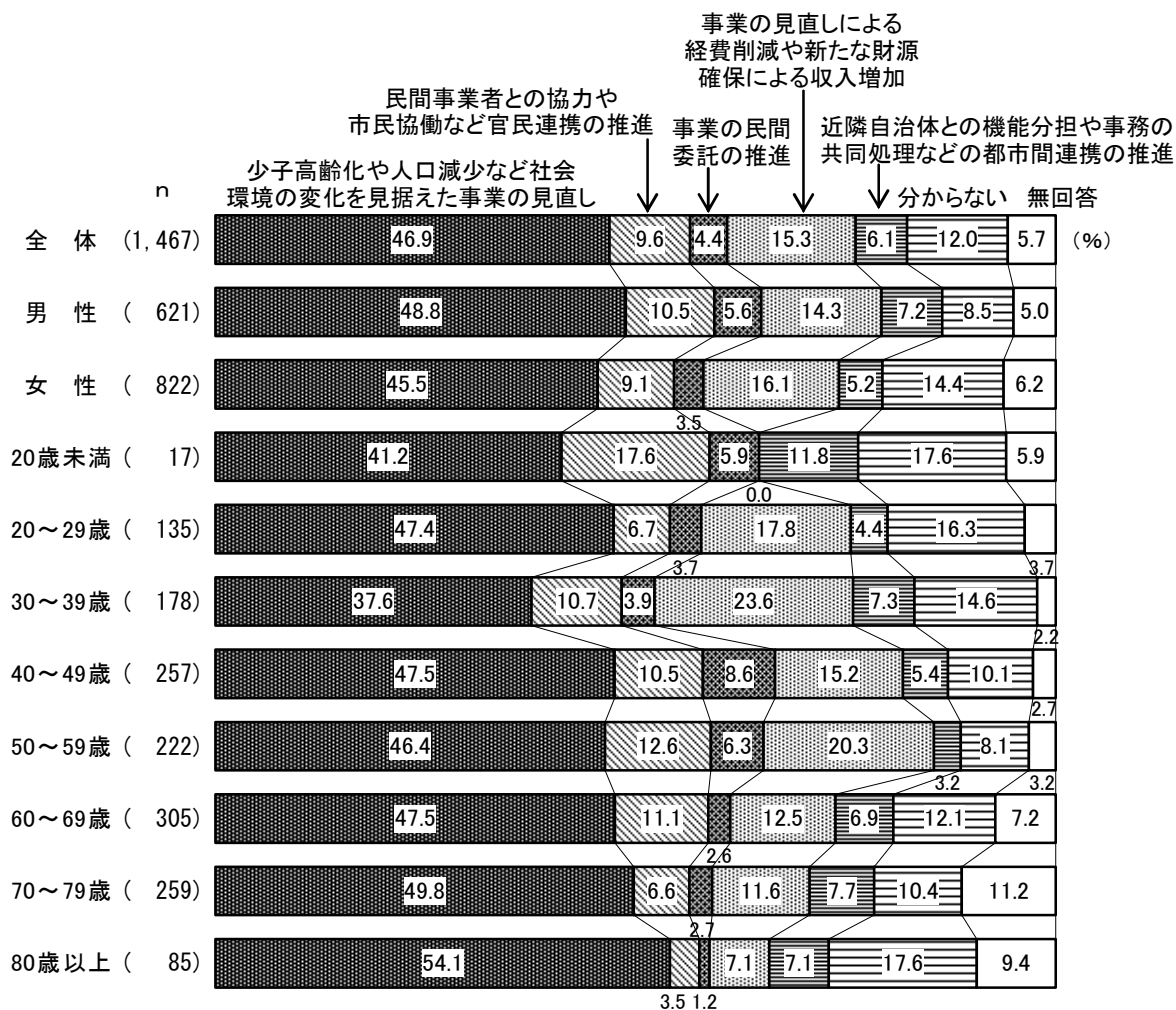 事業の見直しによる
経費削減や新たな財源
確保による収入増加
民間事業者との協力や
市民協働など官民連携の推進
事業の民間
委託の推進
近隣自治体との機能分担や事務の
共同処理などの都市間連携の推進
少子高齢化や人口減少など社会
環境の変化を見据えた事業の見直し
分からない 無回答
n
全 体 (1,467) 46.9 9.6 4.4 15.3 6.1 12.0 5.7 (%)
男 性 ( 621) 48.8 10.5 5.6 14.3 7.2 8.5 5.0
女 性 ( 822) 45.5 9.1 16.1 5.2 14.4 6.2
3.5
20歳未満 ( 17) 41.2 17.6 5.9 11.8 17.6 5.9
0.0
20～29歳 ( 135) 47.4 6.7 17.8 4.4 16.3
3.7 3.7
30～39歳 ( 178) 37.6 10.7 3.9 23.6 7.3 14.6
2.2
40～49歳 ( 257) 47.5 10.5 8.6 15.2 5.4 10.1
2.7
50～59歳 ( 222) 46.4 12.6 6.3 20.3 8.1
3.2 3.2
60～69歳 ( 305) 47.5 11.1 12.5 6.9 12.1 7.2
2.6
70～79歳 ( 259) 49.8 6.6 11.6 7.7 10.4 11.2
2.7
80歳以上 ( 85) 54.1 7.1 7.1 17.6 9.4
3.5 1.2